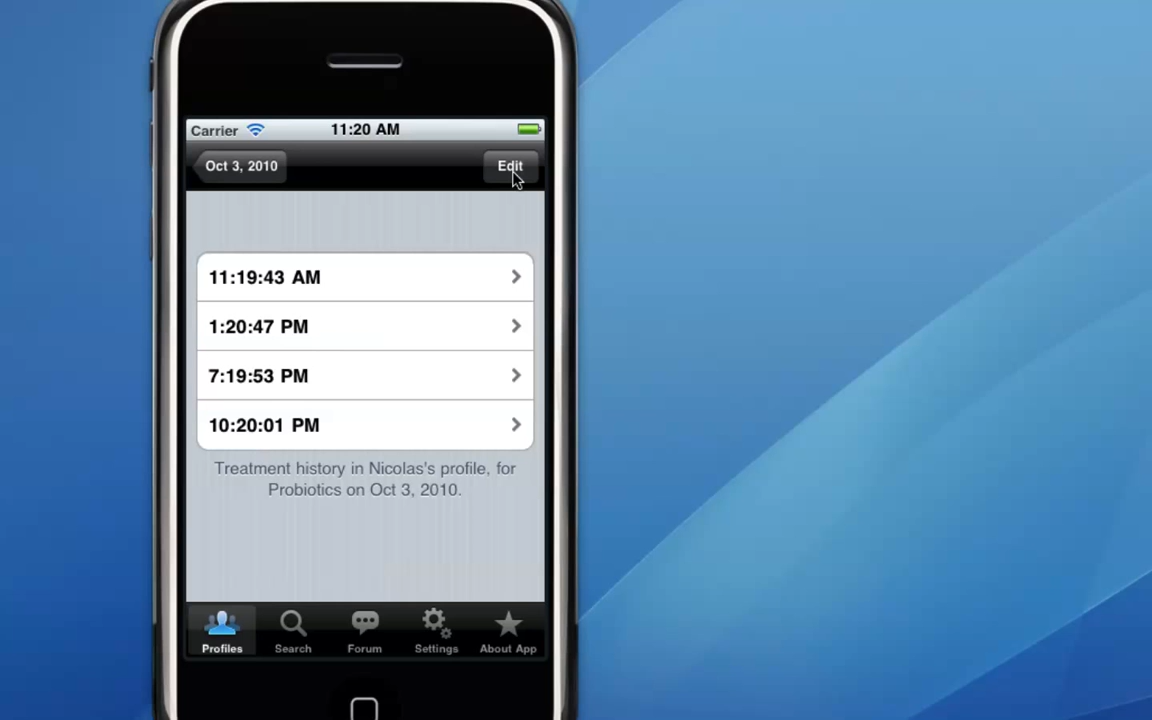 Carrier
11:20 AM
Oct 3, 2010
Edit
11:19:43 AM
1:20:47 PM
7:19:53 PM
10:20:01 PM
Treatment history in Nicolas's profile, for
Probiotics on Oct 3, 2010.
Profiles
Search
Forum
Settings
About App